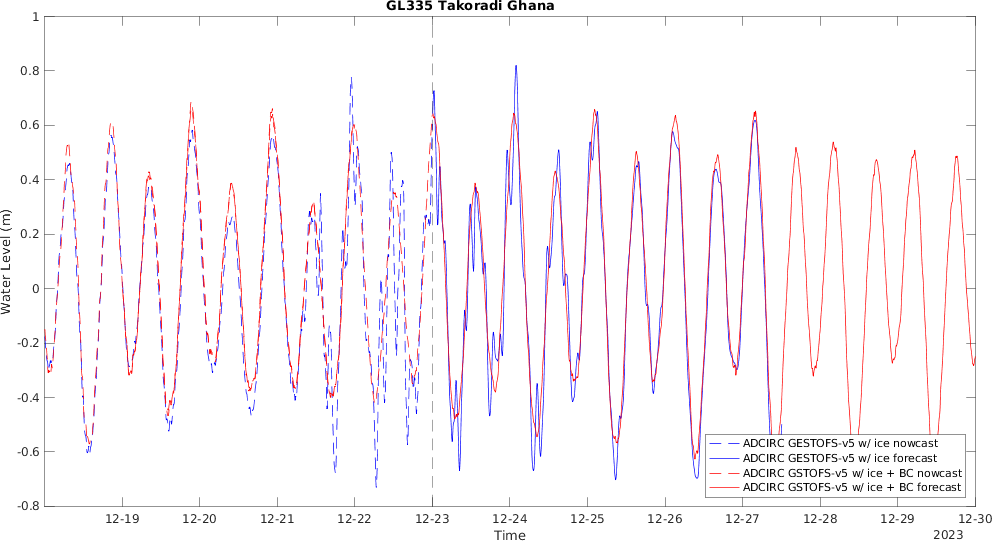 GL335 Takoradi Ghana
1
0.8
0.6
0.4
0.2
0
-0.2
-0.4
-0.6
-0.8
Water Level (m)
ADCIRC GESTOFS-v5 w/ ice nowcast
ADCIRC GESTOFS-v5 w/ ice forecast
ADCIRC GSTOFS-v5 w/ ice + BC nowcast
ADCIRC GSTOFS-v5 w/ ice + BC forecast
12-19 12-20 12-21 12-22 12-23 12-24 12-25 12-26 12-27 12-28 12-29 12-30
Time
2023